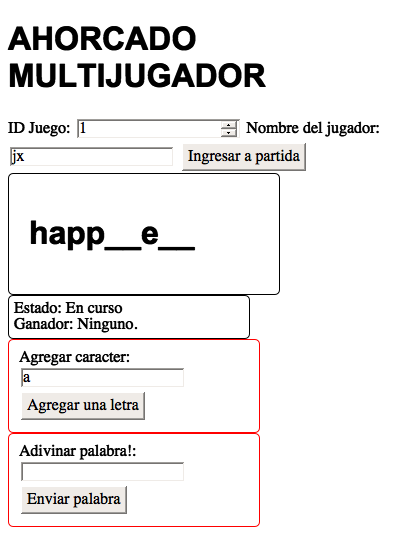 AHORCADO
MULTIJUGADOR
ID Juego: 1 Nombre del jugador:
jx Ingresar a partida
happ__e__
Estado: En curso
Ganador: Ninguno.
Agregar caracter:
a
Agregar una letra
Adivinar palabra!:
Enviar palabra